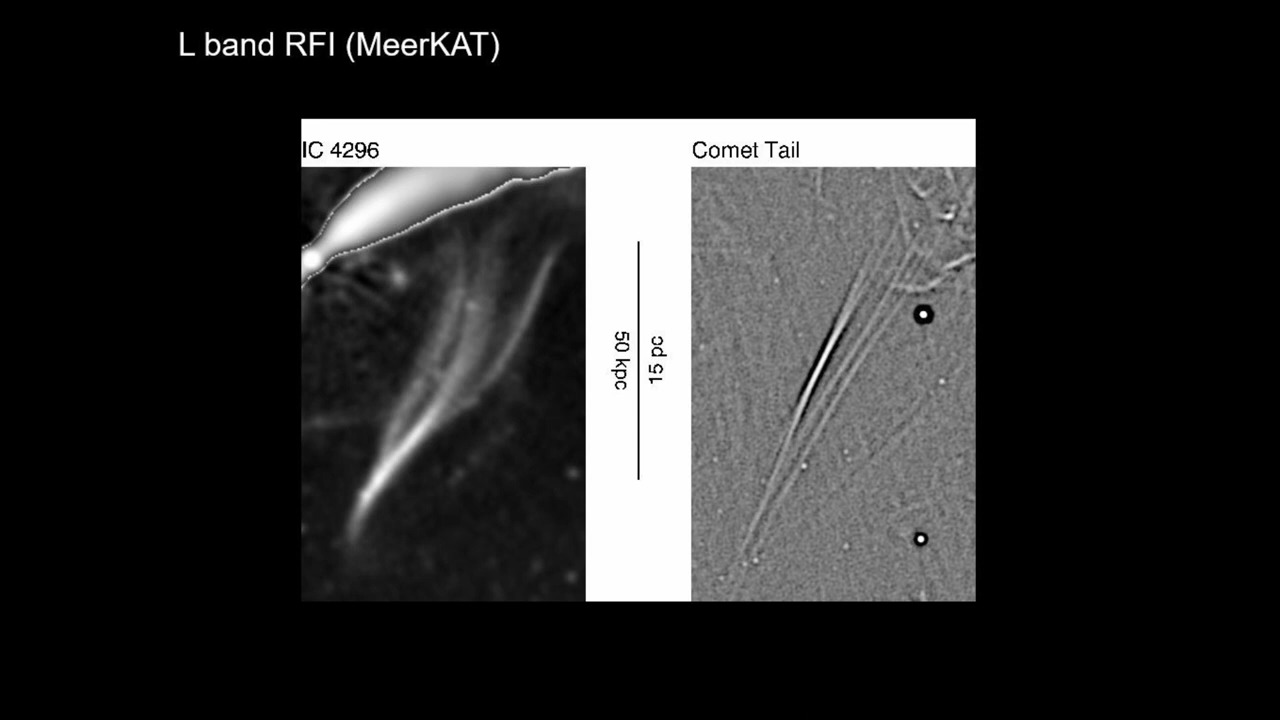 L band RFI (MeerKAT)
IC 4296
Comet Tail
50 kpc
15 pc